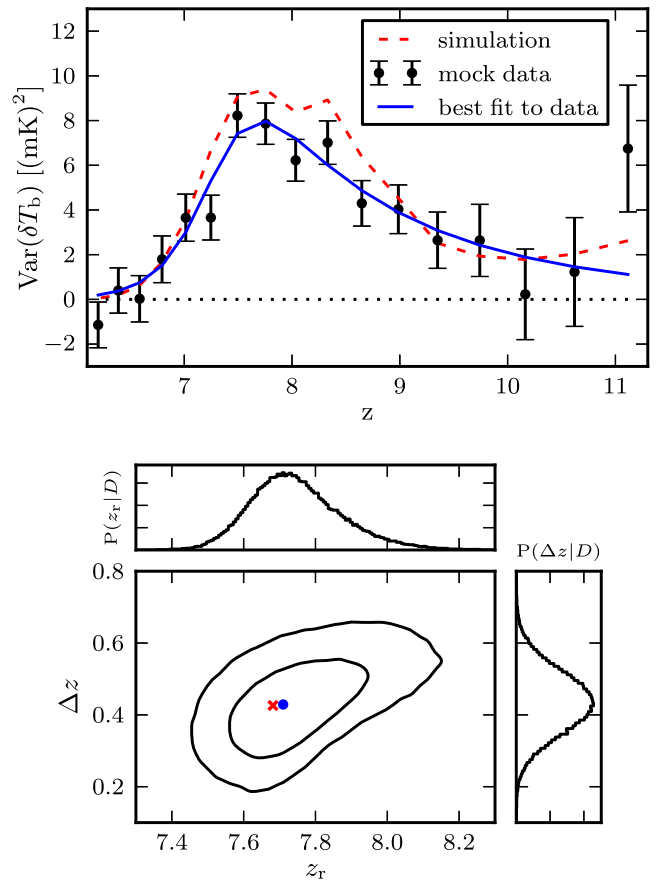 12
10
8
6
4
2
0
−2
Var(δT_b) [(mK)^2]
simulation
mock data
best fit to data
7 8 9 10 11
z
P(z_r|D)
P(Δz|D)
0.8
0.6
0.4
0.2
Δz
7.4 7.6 7.8 8.0 8.2
z_r